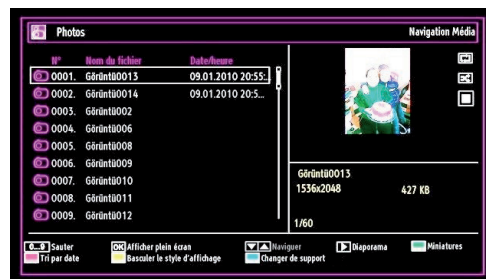 Photos Navigation Média
N° Nom du fichier Date/heure
0001. Görüntü0013 09.01.2010 20:55:
0002. Görüntü0014 09.01.2010 20:5...
0003. Görüntü002
0004. Görüntü006
0005. Görüntü008
0006. Görüntü009
0007. Görüntü010
0008. Görüntü011
0009. Görüntü012
Görüntü0013
1536x2048 427 KB
1/60
0...9 Sauter OK Afficher plein écran Naviguer Diaporama Miniatures
Tri par date Basculer le style d'affichage Changer de support